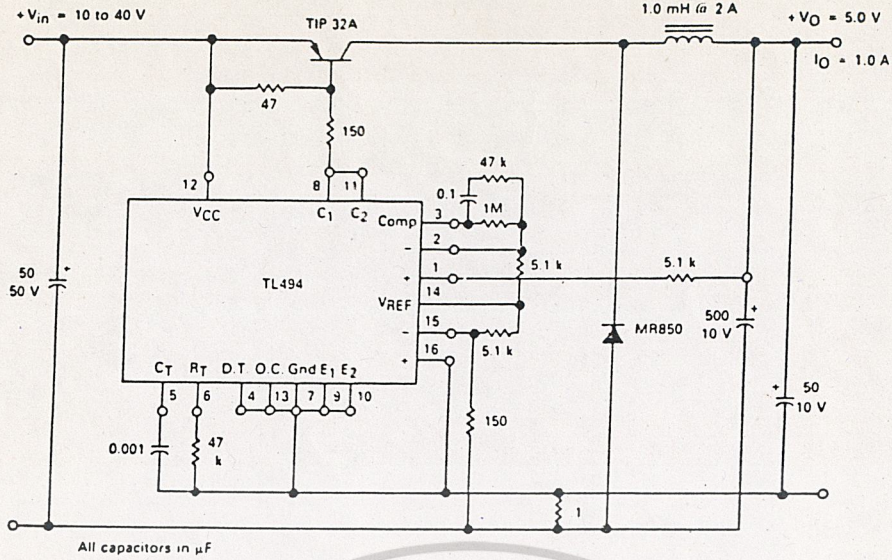 +Vin = 10 to 40 V
TIP 32A
1.0 mH @ 2 A
+VO = 5.0 V
IO = 1.0 A
47
150
47 k
0.1
1M
12
8
11
3
VCC
C1
C2
Comp
-
2
5.1 k
5.1 k
+
1
50
50 V
+
TL494
VREF
14
-
15
5.1 k
+
16
MR850
500
10 V
+
50
10 V
+
CT
RT
D.T.
O.C.
Gnd
E1
E2
5
6
4
13
7
9
10
150
0.001
47
k
1
All capacitors in μF